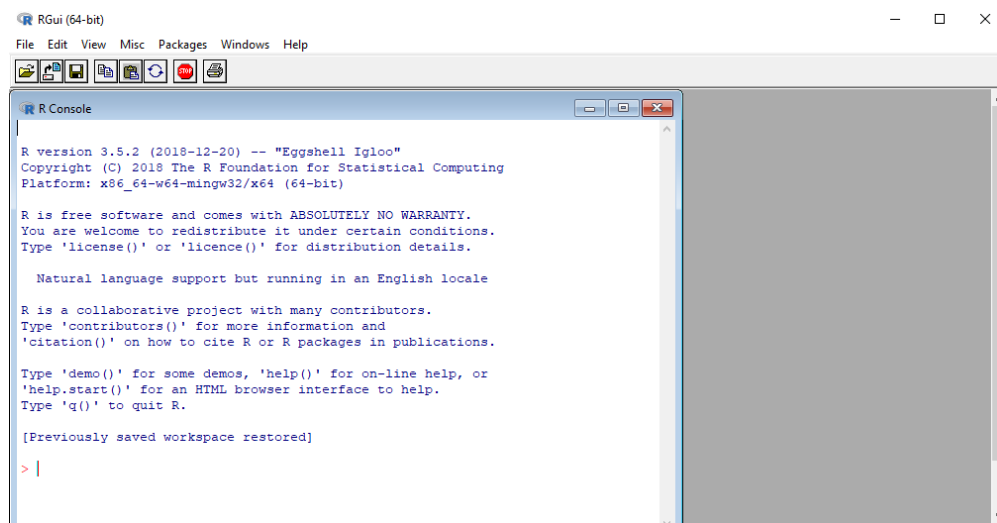 RGui (64-bit)
File Edit View Misc Packages Windows Help
STOP
R Console
R version 3.5.2 (2018-12-20) -- "Eggshell Igloo"
Copyright (C) 2018 The R Foundation for Statistical Computing
Platform: x86_64-w64-mingw32/x64 (64-bit)
R is free software and comes with ABSOLUTELY NO WARRANTY.
You are welcome to redistribute it under certain conditions.
Type 'license()' or 'licence()' for distribution details.
  Natural language support but running in an English locale
R is a collaborative project with many contributors.
Type 'contributors()' for more information and
'citation()' on how to cite R or R packages in publications.
Type 'demo()' for some demos, 'help()' for on-line help, or
'help.start()' for an HTML browser interface to help.
Type 'q()' to quit R.
[Previously saved workspace restored]
>